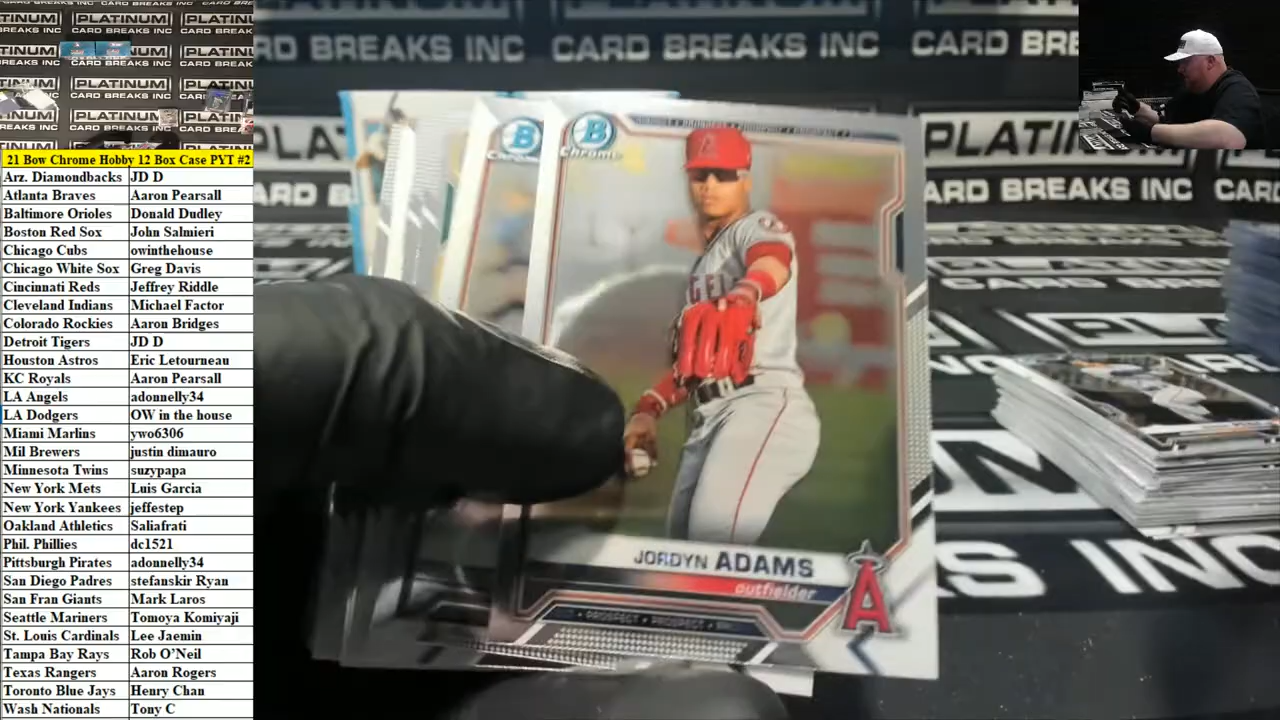 21 Bow Chrome Hobby 12 Box Case PYT #2
Arz. Diamondbacks JD D
Atlanta Braves Aaron Pearsall
Baltimore Orioles Donald Dudley
Boston Red Sox John Salmieri
Chicago Cubs owinthehouse
Chicago White Sox Greg Davis
Cincinnati Reds Jeffrey Riddle
Cleveland Indians Michael Factor
Colorado Rockies Aaron Bridges
Detroit Tigers JD D
Houston Astros Eric Letourneau
KC Royals Aaron Pearsall
LA Angels adonnelly34
LA Dodgers OW in the house
Miami Marlins ywo6306
Mil Brewers justin dimauro
Minnesota Twins suzypapa
New York Mets Luis Garcia
New York Yankees jeffestep
Oakland Athletics Saliafrati
Phil. Phillies dc1521
Pittsburgh Pirates adonnelly34
San Diego Padres stefanskir Ryan
San Fran Giants Mark Laros
Seattle Mariners Tomoya Komiyaji
St. Louis Cardinals Lee Jaemin
Tampa Bay Rays Rob O’Neil
Texas Rangers Aaron Rogers
Toronto Blue Jays Henry Chan
Wash Nationals Tony C
PLATINUM
CARD BREAKS INC
CARD BREAKS INC
CARD BREAKS INC
CARD BRE
B
Chrome
B
Chrome
JORDYN ADAMS
outfielder
PROSPECT • PROSPECT
A